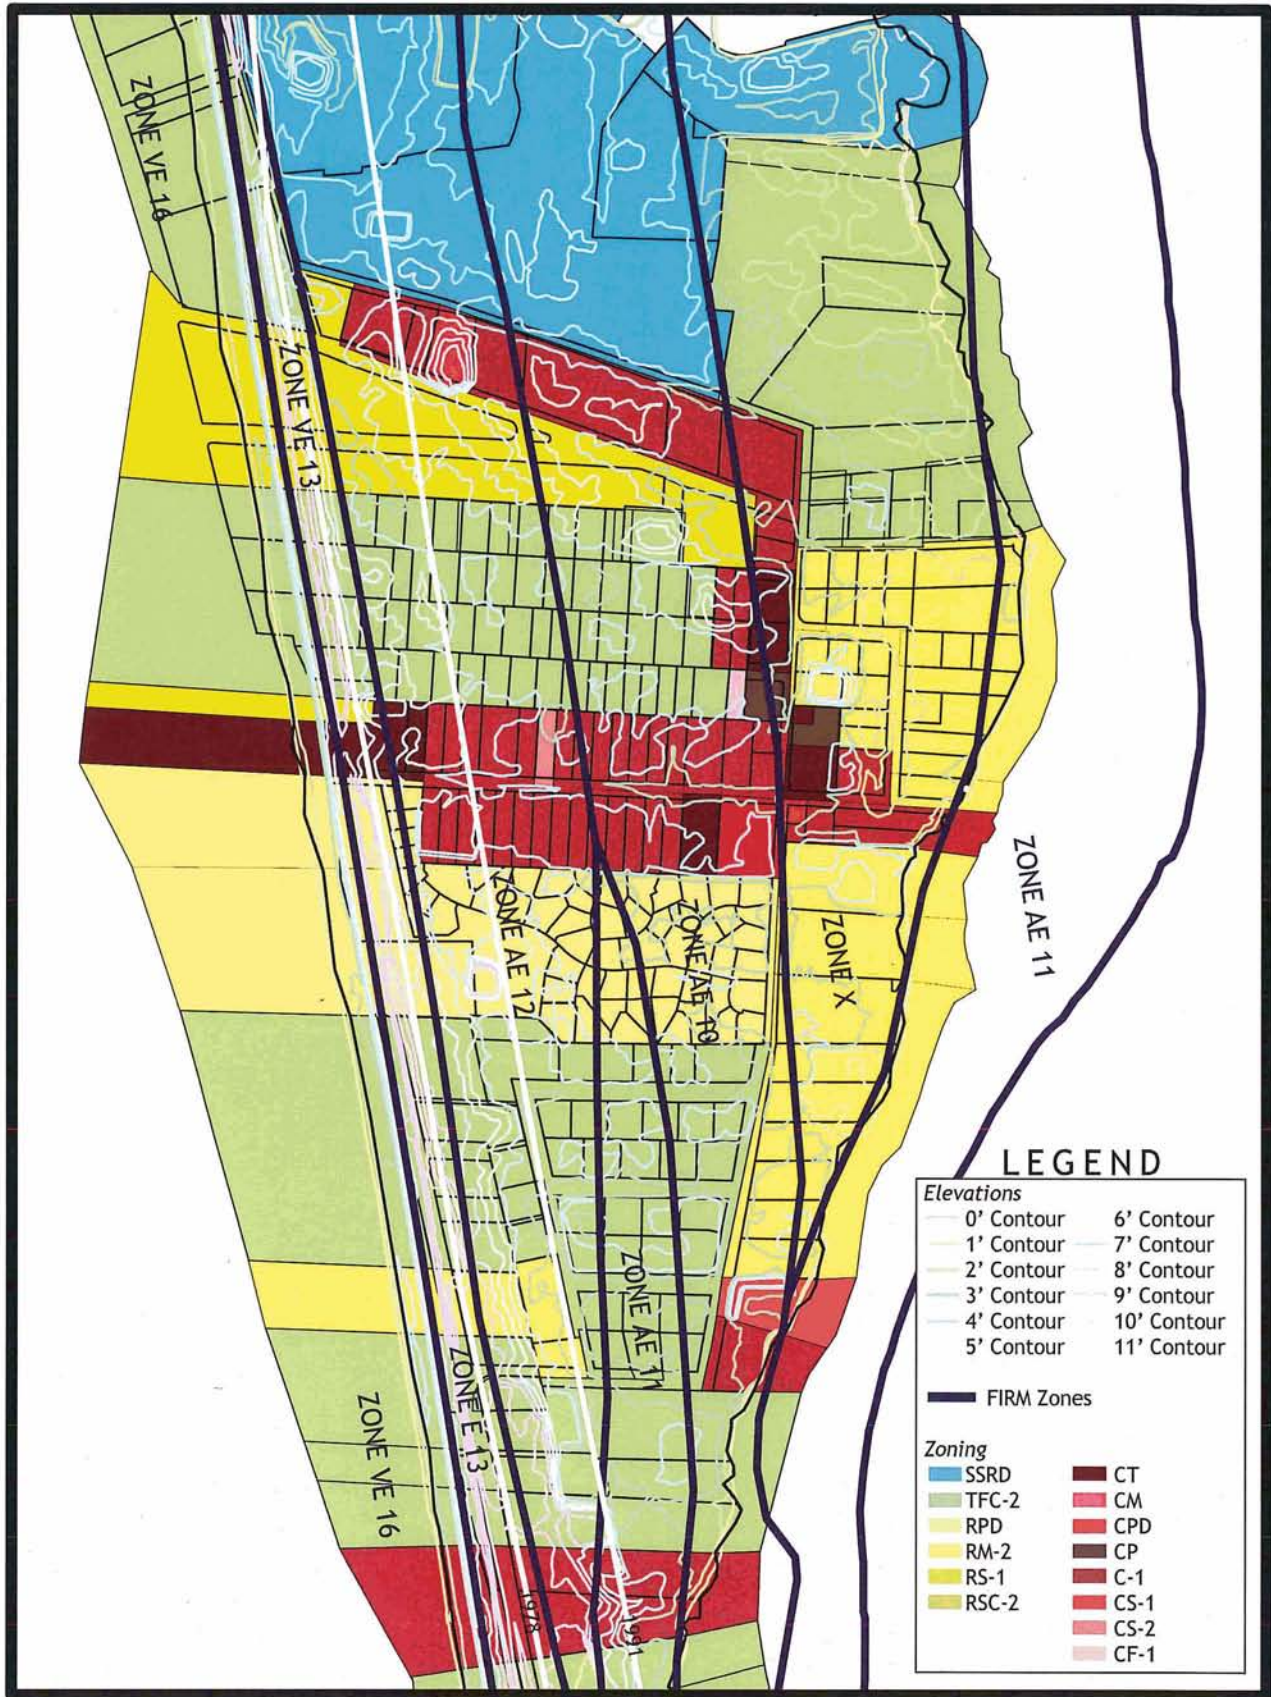 ZONE VE 16
ZONE VE 13
ZONE AE 11
ZONE AE 12
ZONE AE 10
ZONE X
ZONE AE 11
ZONE E 13
ZONE VE 16
1978
1991
LEGEND
Elevations
0' Contour
1' Contour
2' Contour
3' Contour
4' Contour
5' Contour
6' Contour
7' Contour
8' Contour
9' Contour
10' Contour
11' Contour
FIRM Zones
Zoning
SSRD
TFC-2
RPD
RM-2
RS-1
RSC-2
CT
CM
CPD
CP
C-1
CS-1
CS-2
CF-1